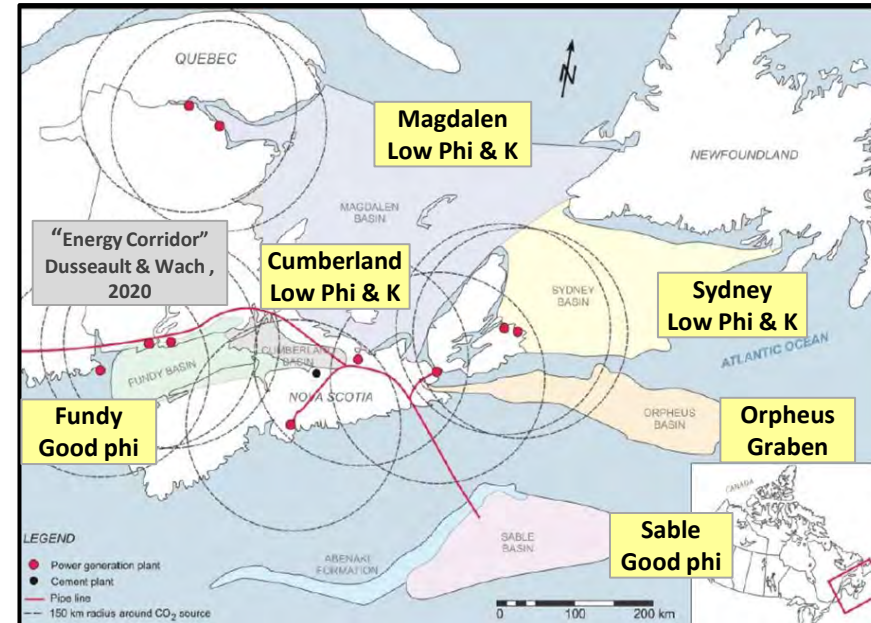 QUEBEC
N
Magdalen
Low Phi & K
NEWFOUNDLAND
MAGDALEN
BASIN
“Energy Corridor”
Dusseault & Wach ,
2020
Cumberland
Low Phi & K
SYDNEY
BASIN
Sydney
Low Phi & K
ATLANTIC OCEAN
CUMBERLAND
BASIN
FUNDY BASIN
NOVA SCOTIA
Fundy
Good phi
ORPHEUS
BASIN
Orpheus
Graben
CANADA
SABLE
BASIN
Sable
Good phi
ABENAKI
FORMATION
LEGEND
Power generation plant
Cement plant
Pipe line
150 km radius around CO₂ source
0 100 200 km